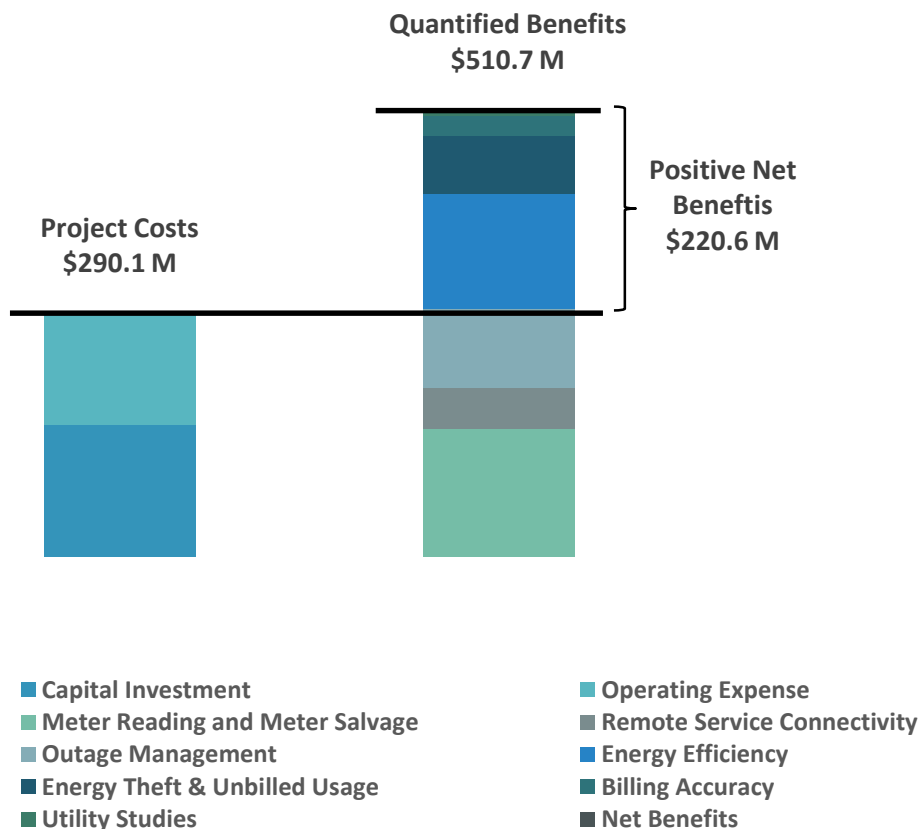 Quantified Benefits
$510.7 M
Positive Net
Beneftis
$220.6 M
Project Costs
$290.1 M
Capital Investment
Operating Expense
Meter Reading and Meter Salvage
Remote Service Connectivity
Outage Management
Energy Efficiency
Energy Theft & Unbilled Usage
Billing Accuracy
Utility Studies
Net Benefits